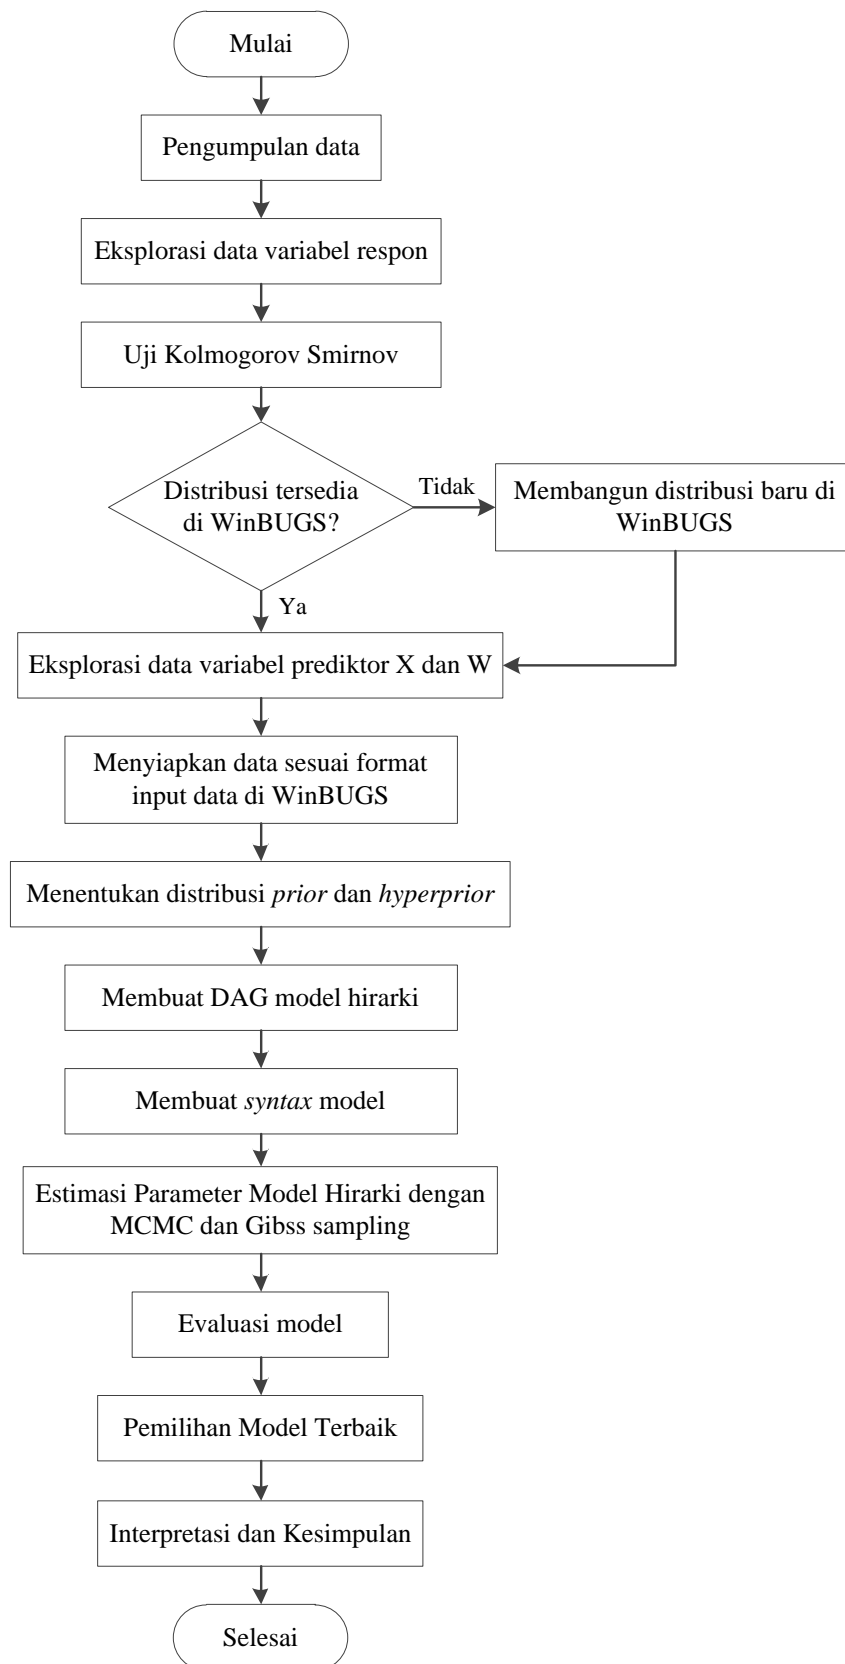 Mulai
Pengumpulan data
Eksplorasi data variabel respon
Uji Kolmogorov Smirnov
Distribusi tersedia
di WinBUGS?
Tidak
Membangun distribusi baru di
WinBUGS
Ya
Eksplorasi data variabel prediktor X dan W
Menyiapkan data sesuai format
input data di WinBUGS
Menentukan distribusi prior dan hyperprior
Membuat DAG model hirarki
Membuat syntax model
Estimasi Parameter Model Hirarki dengan
MCMC dan Gibss sampling
Evaluasi model
Pemilihan Model Terbaik
Interpretasi dan Kesimpulan
Selesai